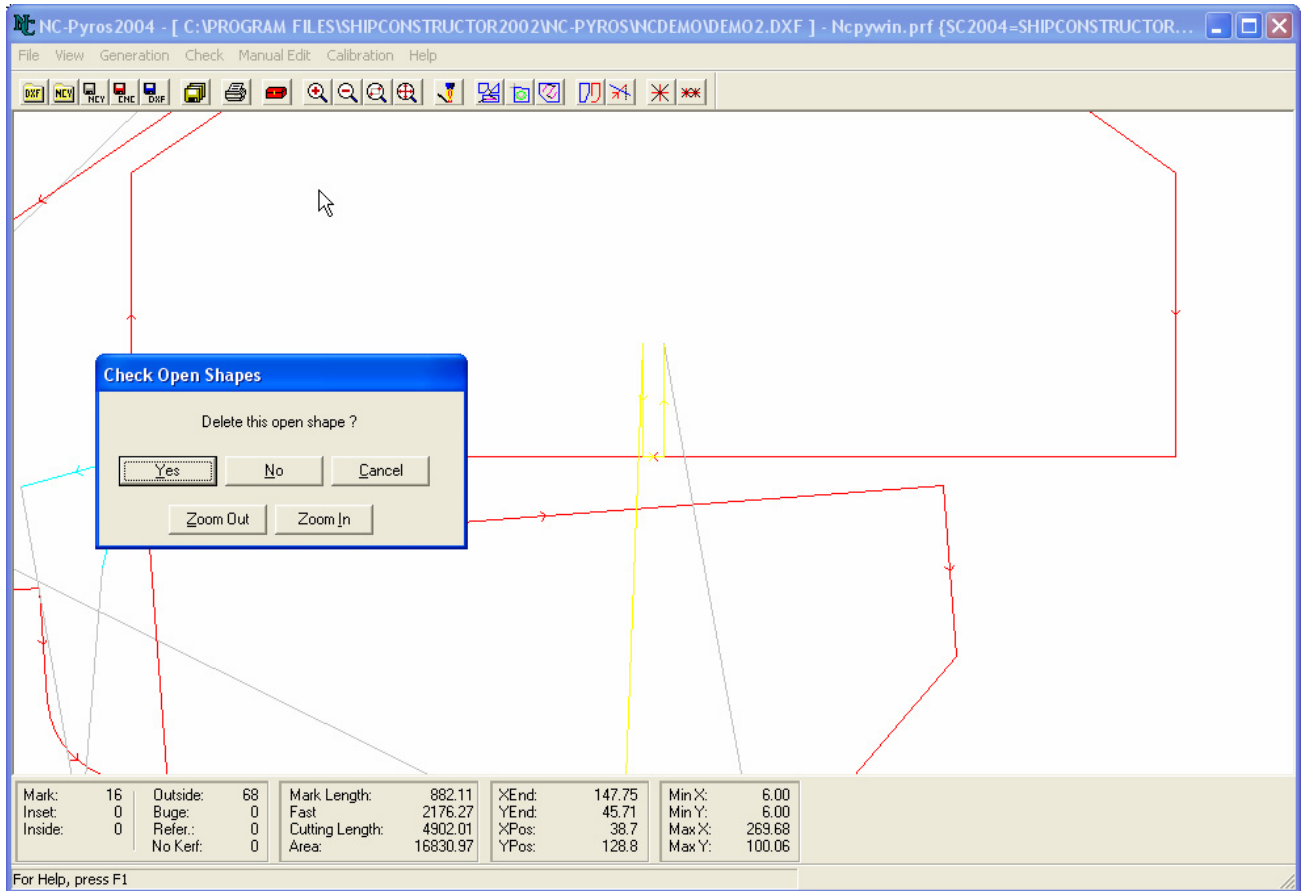 NC-Pyros2004 - [ C:\PROGRAM FILES\SHIPCONSTRUCTOR2002\NC-PYROS\NCDEMO\DEMO2.DXF ] - Ncpywin.prf {SC2004=SHIPCONSTRUCTOR...
File View Generation Check Manual Edit Calibration Help
DXF NCY NCY CNC DXF
Check Open Shapes
Delete this open shape ?
Yes No Cancel
Zoom Out Zoom In
Mark: 16 Outside: 68 Mark Length: 882.11 XEnd: 147.75 Min X: 6.00
Inset: 0 Buge: 0 Fast 2176.27 YEnd: 45.71 Min Y: 6.00
Inside: 0 Refer.: 0 Cutting Length: 4902.01 XPos: 38.7 Max X: 269.68
No Kerf: 0 Area: 16830.97 YPos: 128.8 Max Y: 100.06
For Help, press F1